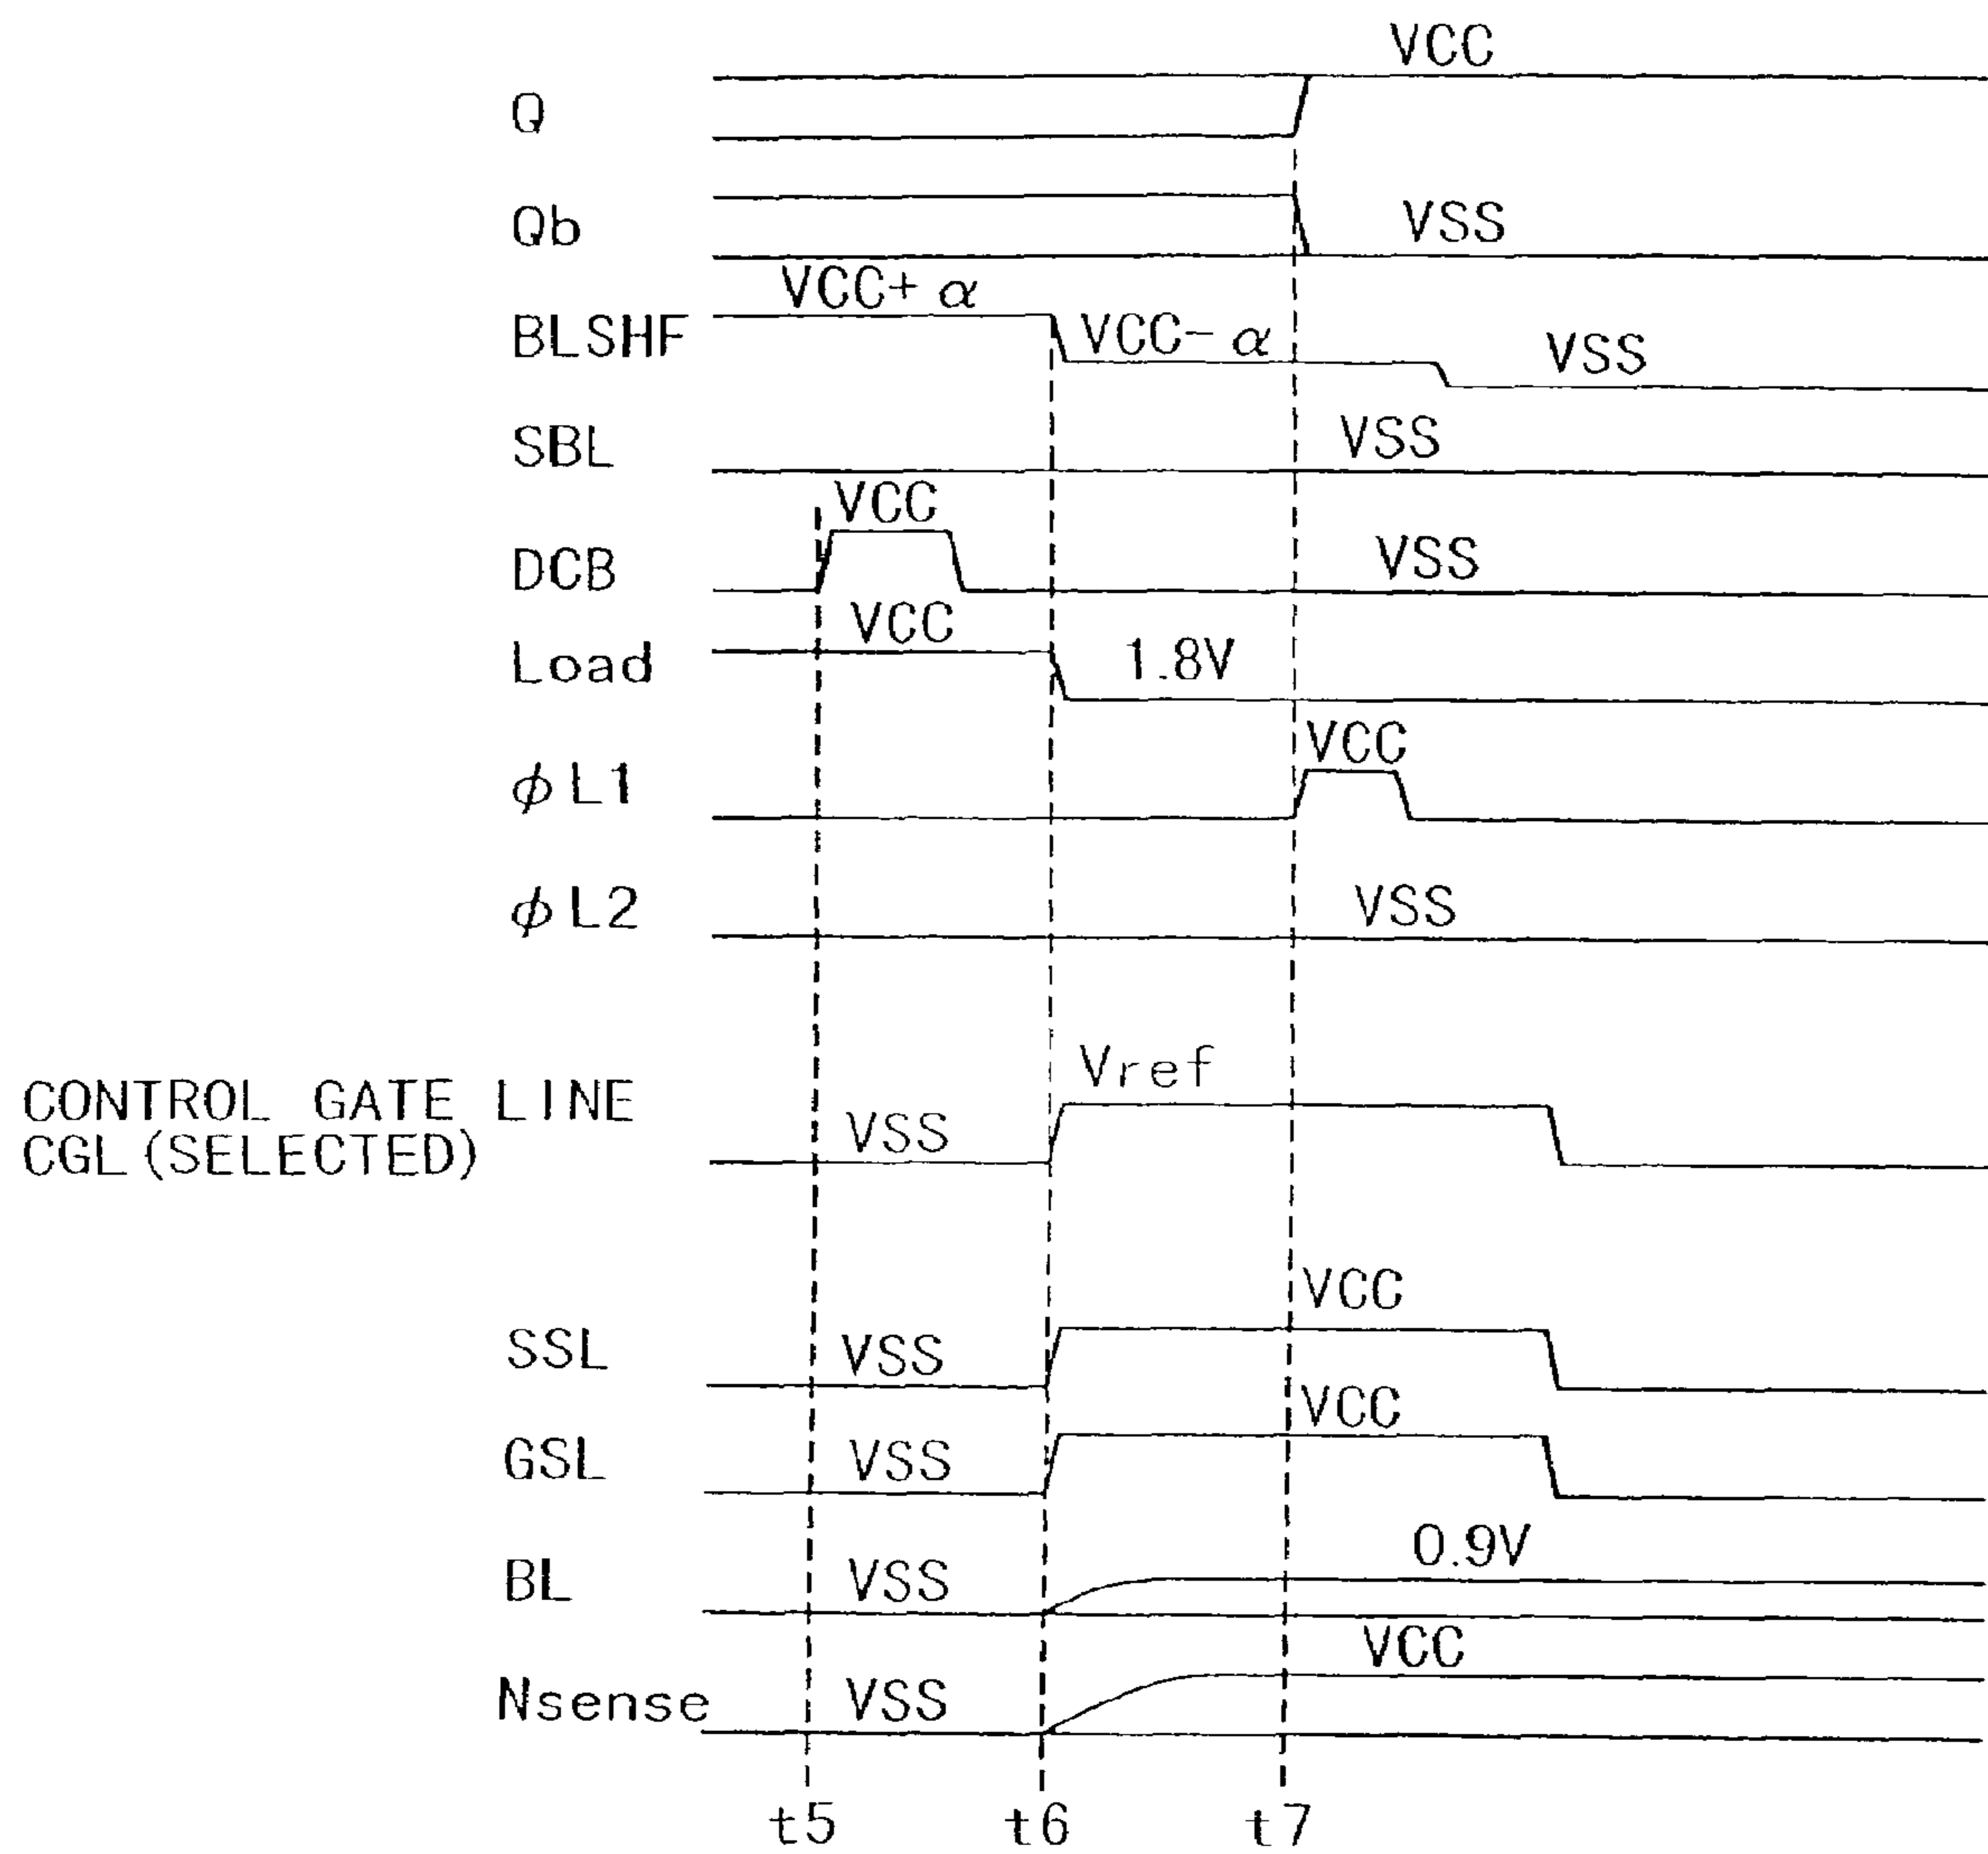 VCC
Q
Qb VSS
VCC+ α
BLSHF VCC- α VSS
SBL VSS
VCC
DCB VSS
VCC
Load 1.8V
VCC
φL1
φL2 VSS
Vref
CONTROL GATE LINE
CGL(SELECTED) VSS
VCC
SSL VSS
VCC
GSL VSS
0.9V
BL VSS
VCC
Nsense VSS
t5 t6 t7